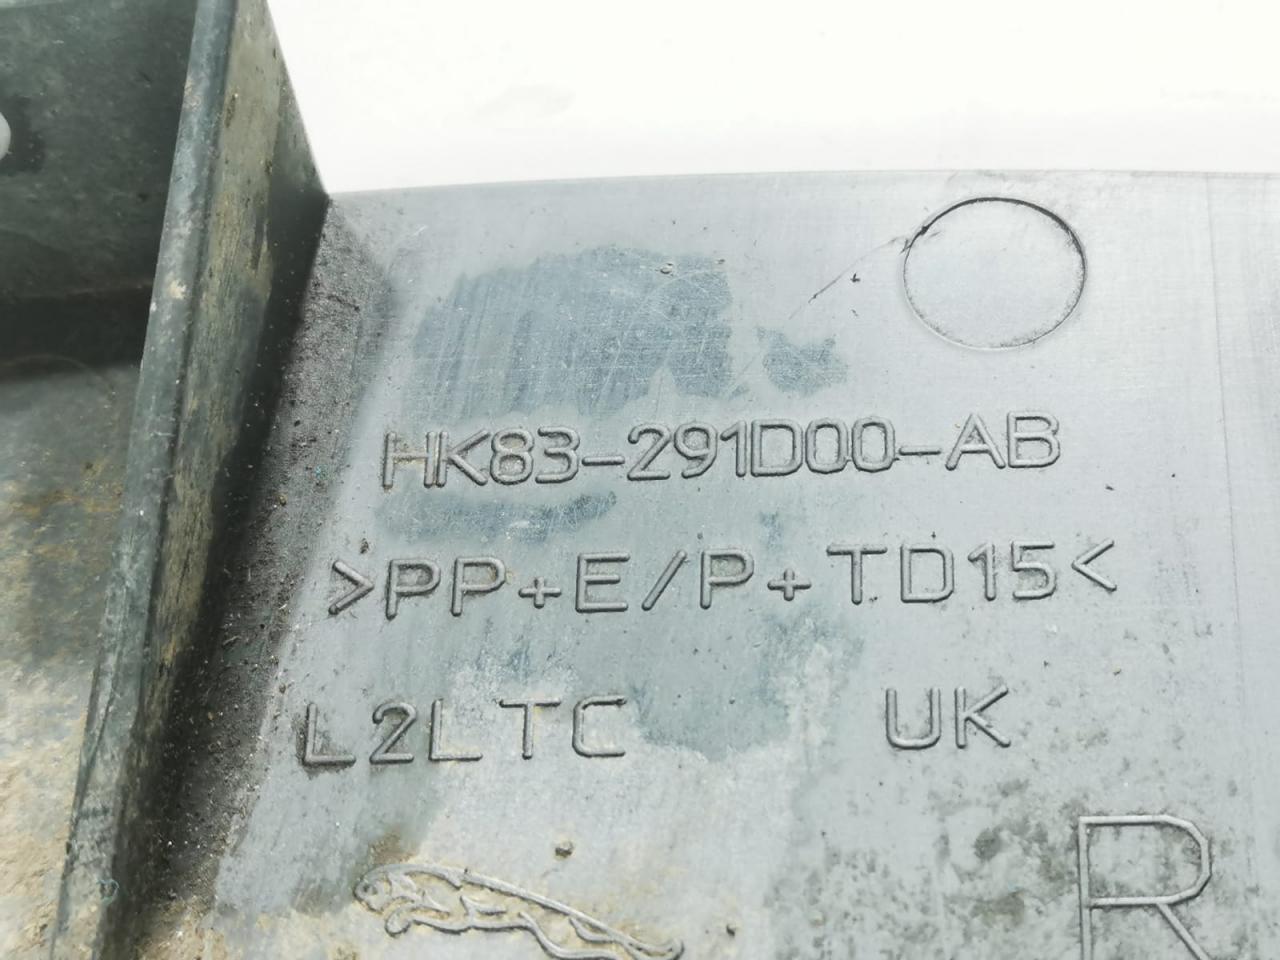 HK83-291D00-AB
>PP+E/P+TD15<
L2LTC UK
R